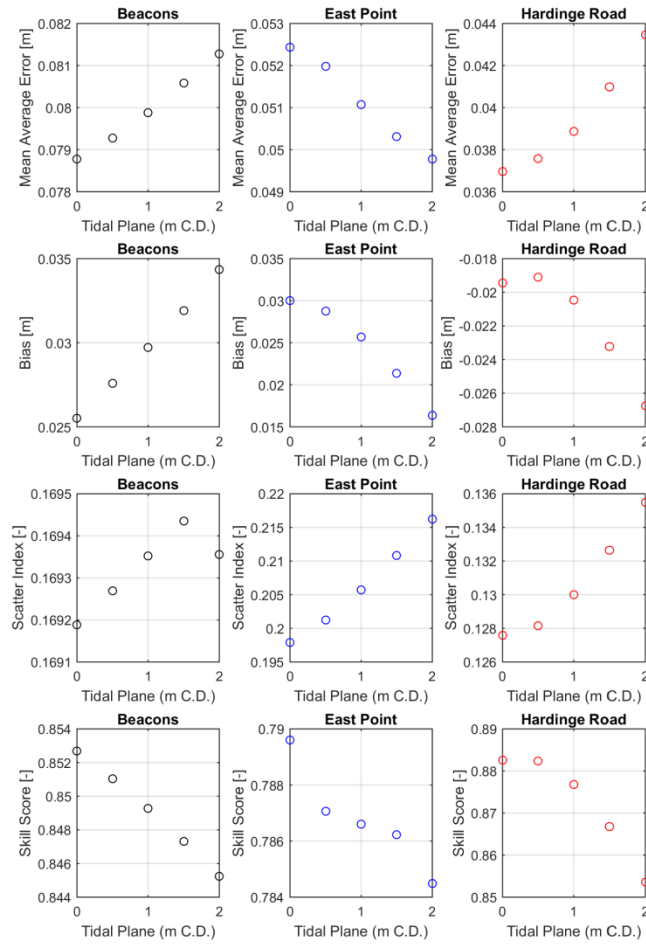 Beacons East Point Hardinge Road
Mean Average Error [m] Mean Average Error [m] Mean Average Error [m]
0.082 0.053 0.044
0.081 0.052 0.042
0.08 0.051 0.04
0.079 0.05 0.038
0.078 0.049 0.036
0 1 2 0 1 2 0 1 2
Tidal Plane (m C.D.) Tidal Plane (m C.D.) Tidal Plane (m C.D.)
Beacons East Point Hardinge Road
Bias [m] Bias [m] Bias [m]
0.035 0.035 -0.018
0.03 0.03 -0.02
0.025 -0.022
0.02 -0.024
-0.026
0.025 0.015 -0.028
0 1 2 0 1 2 0 1 2
Tidal Plane (m C.D.) Tidal Plane (m C.D.) Tidal Plane (m C.D.)
Beacons East Point Hardinge Road
Scatter Index [-] Scatter Index [-] Scatter Index [-]
0.1695 0.22 0.136
0.1694 0.215 0.134
0.1693 0.21 0.132
0.205 0.13
0.1692 0.2 0.128
0.1691 0.195 0.126
0 1 2 0 1 2 0 1 2
Tidal Plane (m C.D.) Tidal Plane (m C.D.) Tidal Plane (m C.D.)
Beacons East Point Hardinge Road
Skill Score [-] Skill Score [-] Skill Score [-]
0.854 0.79 0.89
0.852 0.788 0.88
0.85
0.848 0.786 0.87
0.846 0.86
0.844 0.784 0.85
0 1 2 0 1 2 0 1 2
Tidal Plane (m C.D.) Tidal Plane (m C.D.) Tidal Plane (m C.D.)